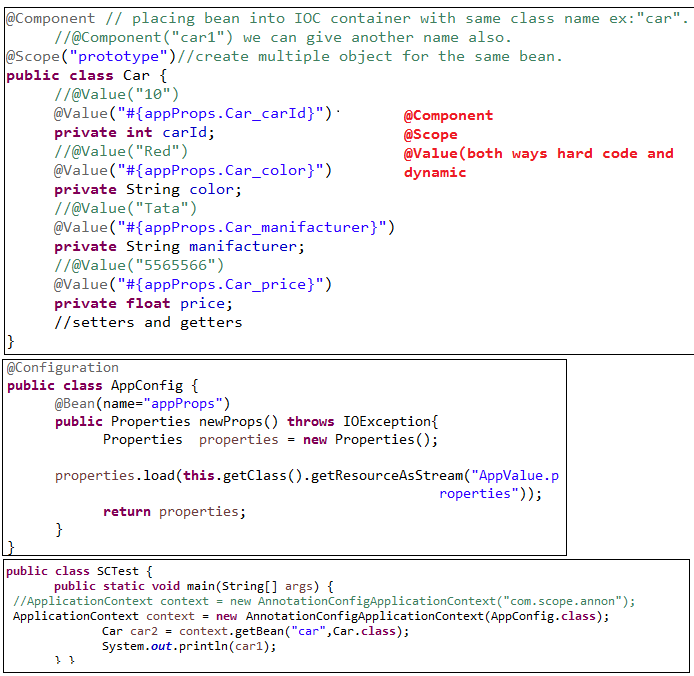 @Component // placing bean into IOC container with same class name ex:"car".
//@Component("car1") we can give another name also.
@Scope("prototype")//create multiple object for the same bean.
public class Car {
//@Value("10")
@Value("#{appProps.Car_carId}")
private int carId;
//@Value("Red")
@Value("#{appProps.Car_color}")
private String color;
//@Value("Tata")
@Value("#{appProps.Car_manifacturer}")
private String manifacturer;
//@Value("5565566")
@Value("#{appProps.Car_price}")
private float price;
//setters and getters
}
@Component
@Scope
@Value(both ways hard code and
dynamic
@Configuration
public class AppConfig {
@Bean(name="appProps")
public Properties newProps() throws IOException{
Properties properties = new Properties();
properties.load(this.getClass().getResourceAsStream("AppValue.p
roperties"));
return properties;
}
}
public class SCTest {
public static void main(String[] args) {
//ApplicationContext context = new AnnotationConfigApplicationContext("com.scope.annon");
ApplicationContext context = new AnnotationConfigApplicationContext(AppConfig.class);
Car car2 = context.getBean("car",Car.class);
System.out.println(car1);
} }